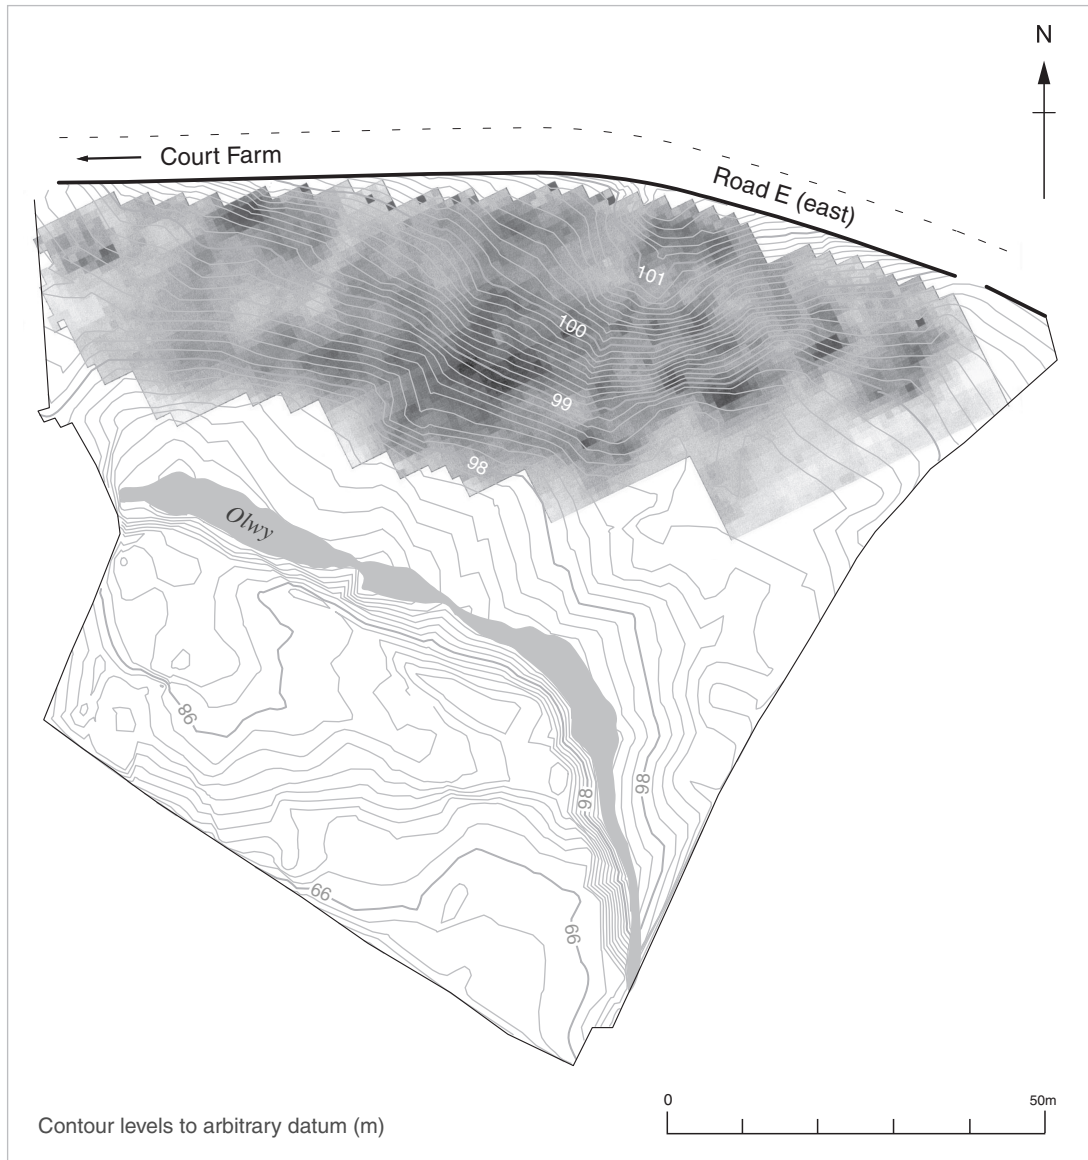 N
Court Farm
Road E (east)
101
100
99
98
Olwy
98
98
98
99
99
0
50m
Contour levels to arbitrary datum (m)